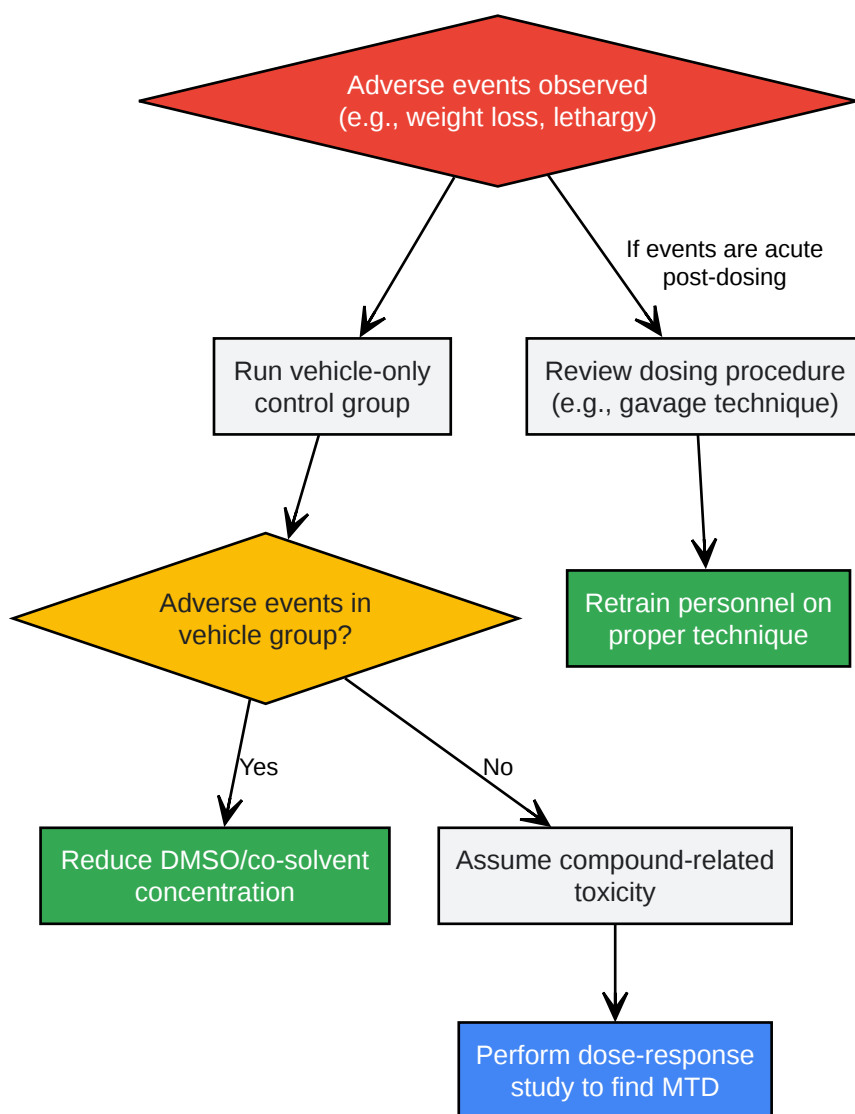 Adverse events observed
(e.g., weight loss, lethargy)
If events are acute
post-dosing
Run vehicle-only
control group
Review dosing procedure
(e.g., gavage technique)
Adverse events in
vehicle group?
Retrain personnel on
proper technique
Yes
No
Reduce DMSO/co-solvent
concentration
Assume compound-related
toxicity
Perform dose-response
study to find MTD